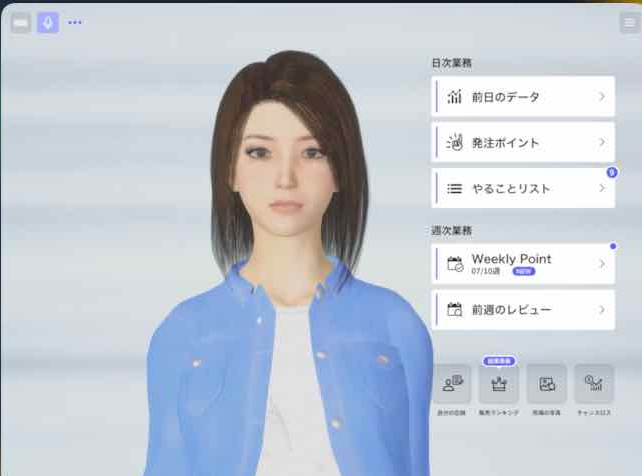 日次業務
前日のデータ
発注ポイント
9
やることリスト
週次業務
Weekly Point
07/10週 NEW
前週のレビュー
自分の記録
販売ランキング
売場の写真
チャンスロス